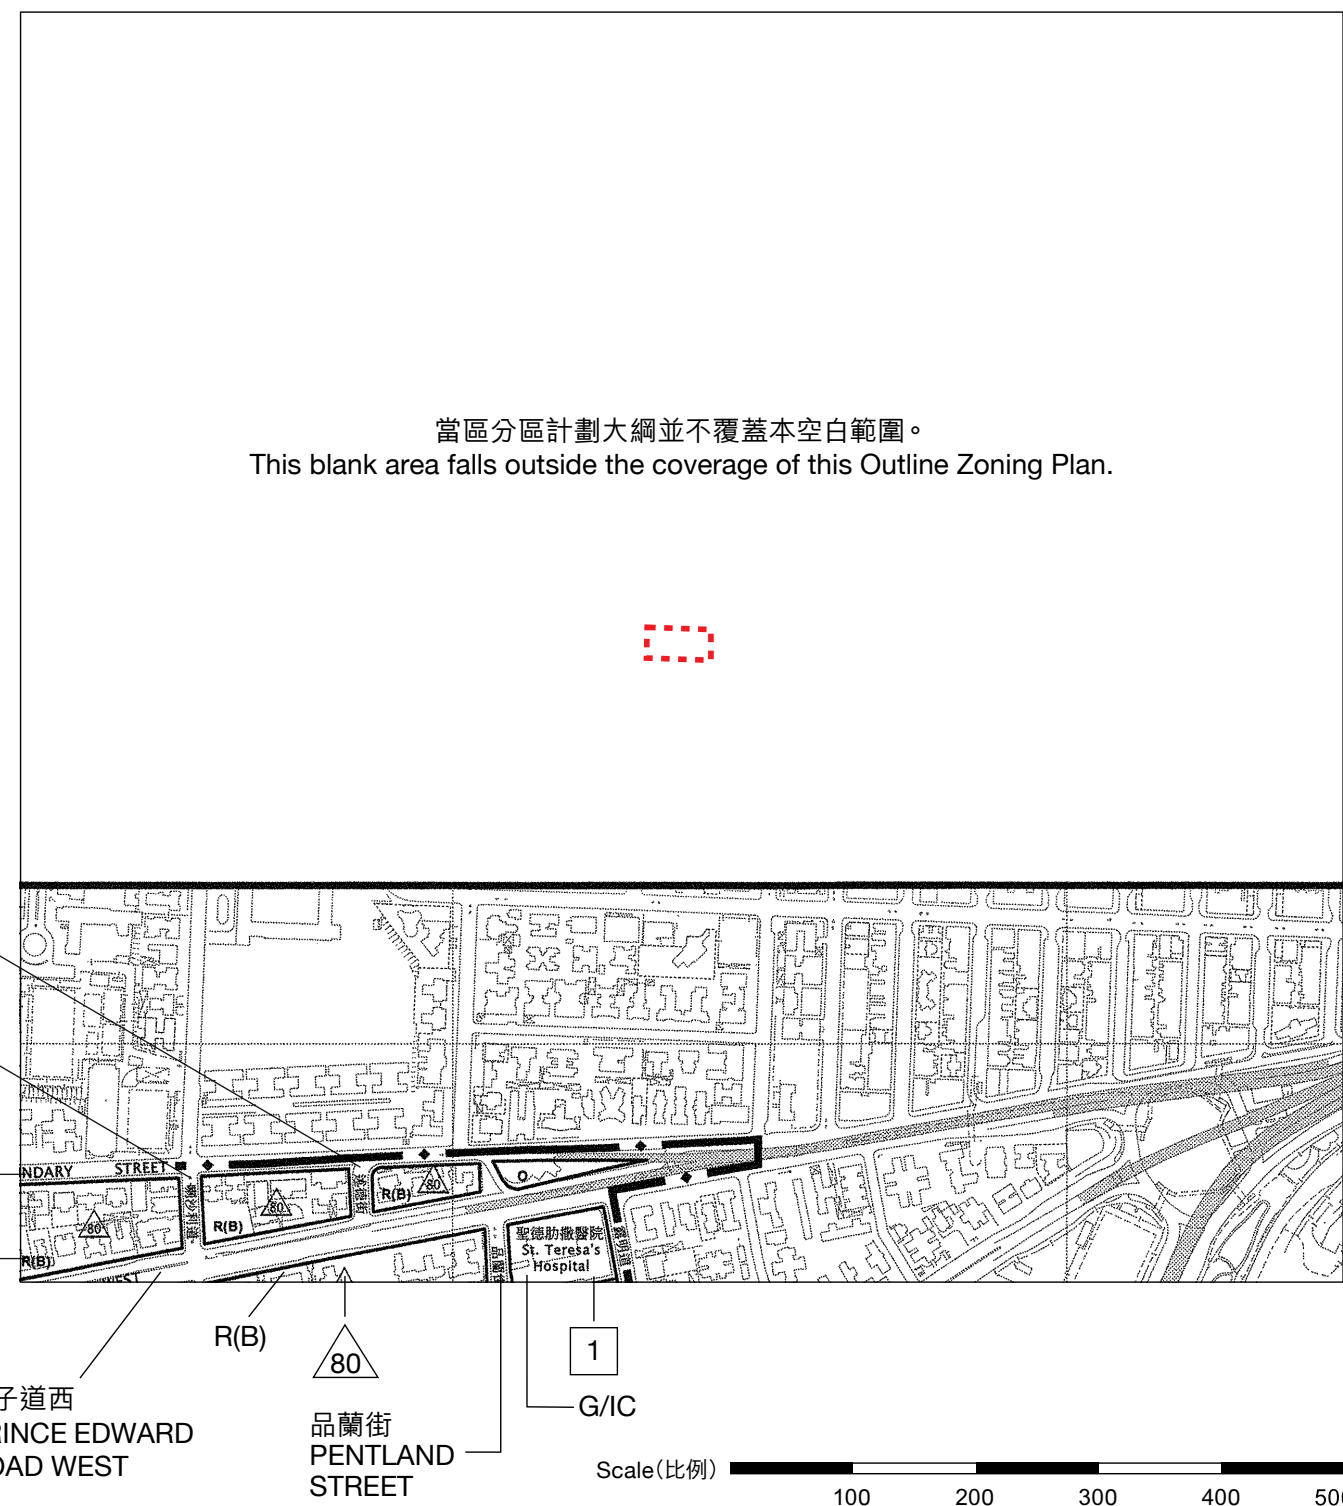 當區分區計劃大綱並不覆蓋本空白範圍。
This blank area falls outside the coverage of this Outline Zoning Plan.
NDARY STREET
80
R(B)
80
R(B)
80
R(B)
O
聖德肋撒醫院
St. Teresa's
Hospital
WEST
R(B)
80
1
G/IC
子道西
RINCE EDWARD
OAD WEST
品蘭街
PENTLAND
STREET
Scale(比例)
100 200 300 400 500